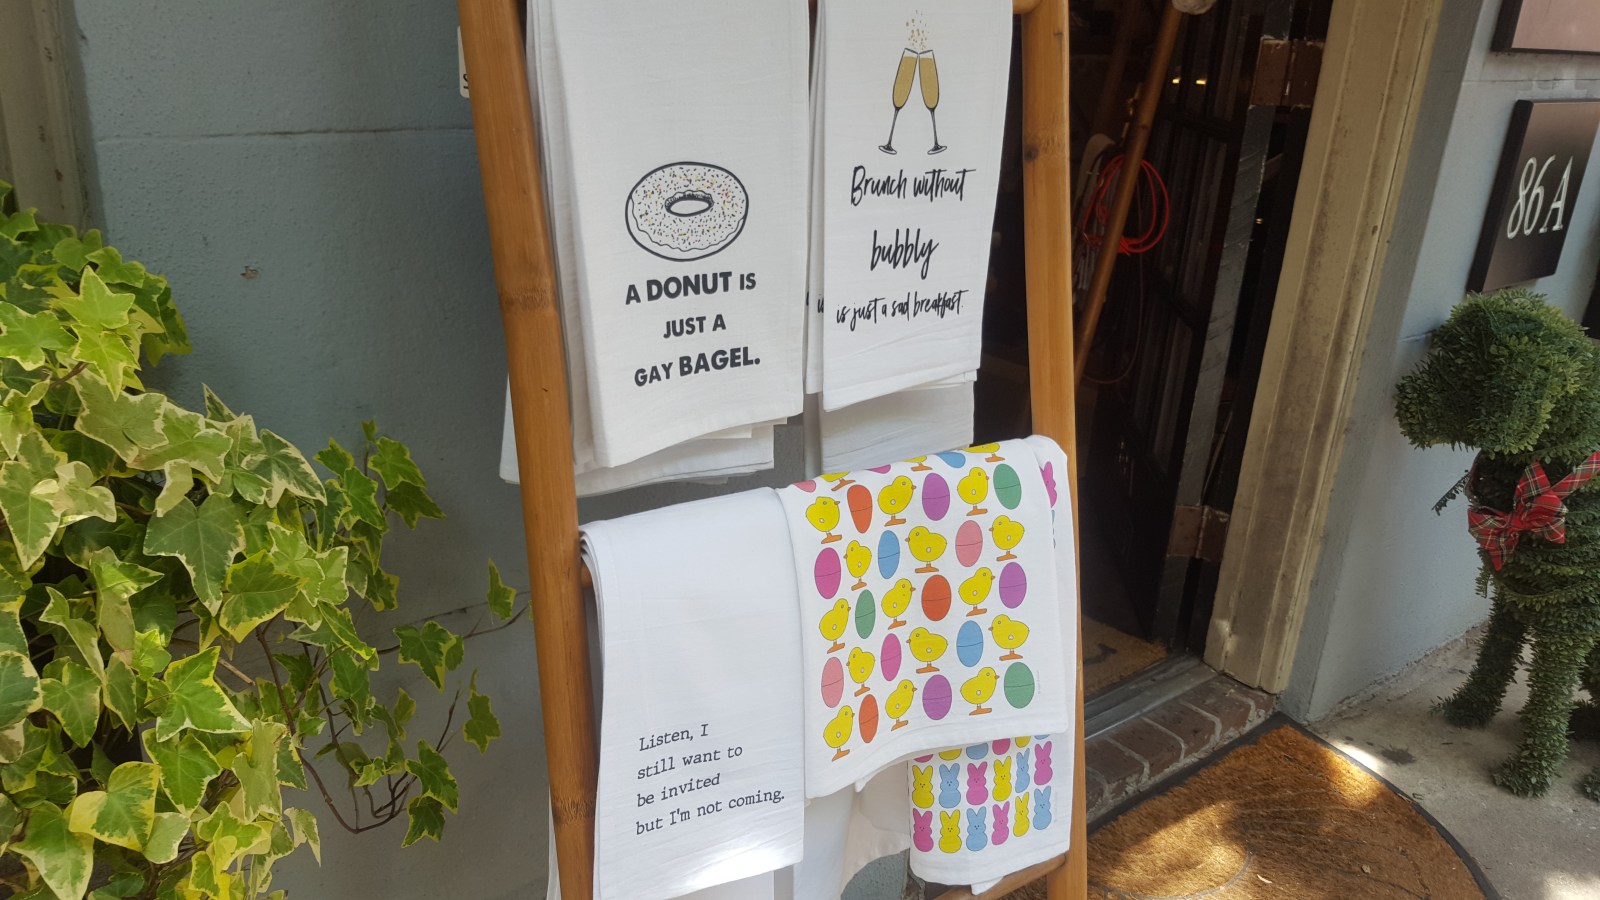 A DONUT IS
JUST A
GAY BAGEL.
Brunch without
bubbly
is just a sad breakfast.
Listen, I
still want to
be invited
but I'm not coming.
86 A